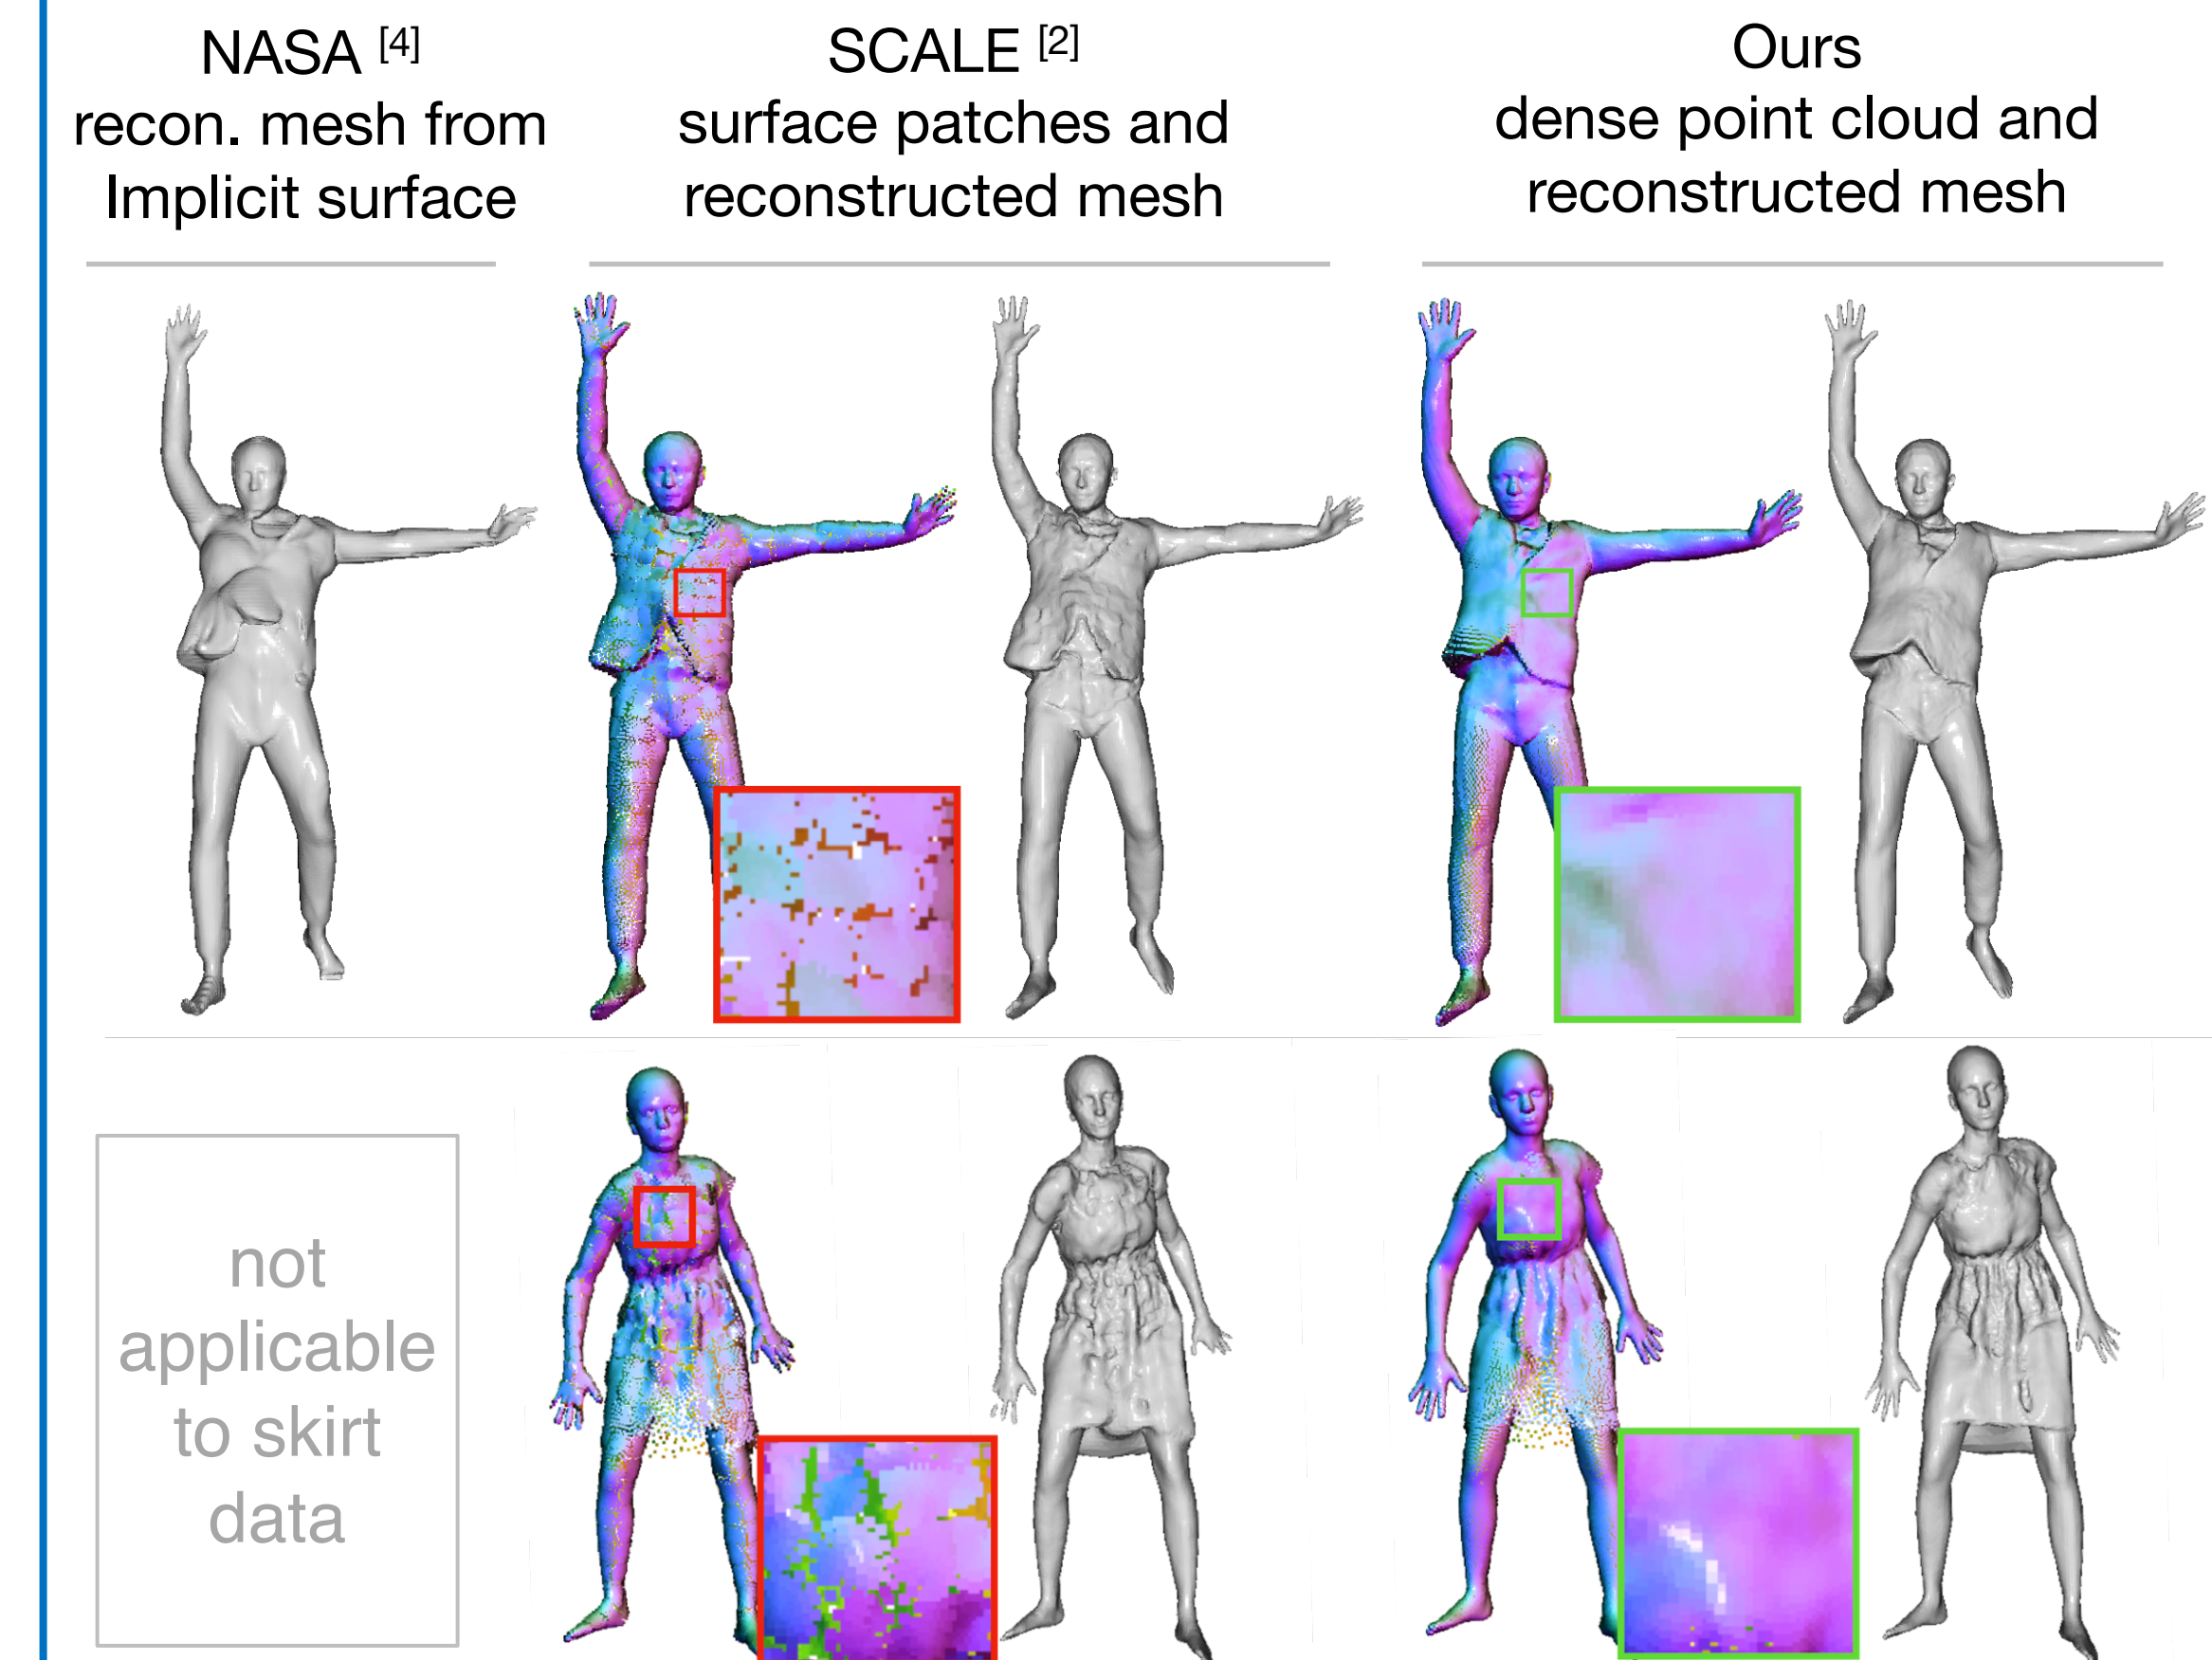 NASA [4]
recon. mesh from
Implicit surface
SCALE [2]
surface patches and
reconstructed mesh
Ours
dense point cloud and
reconstructed mesh
not
applicable
to skirt
data